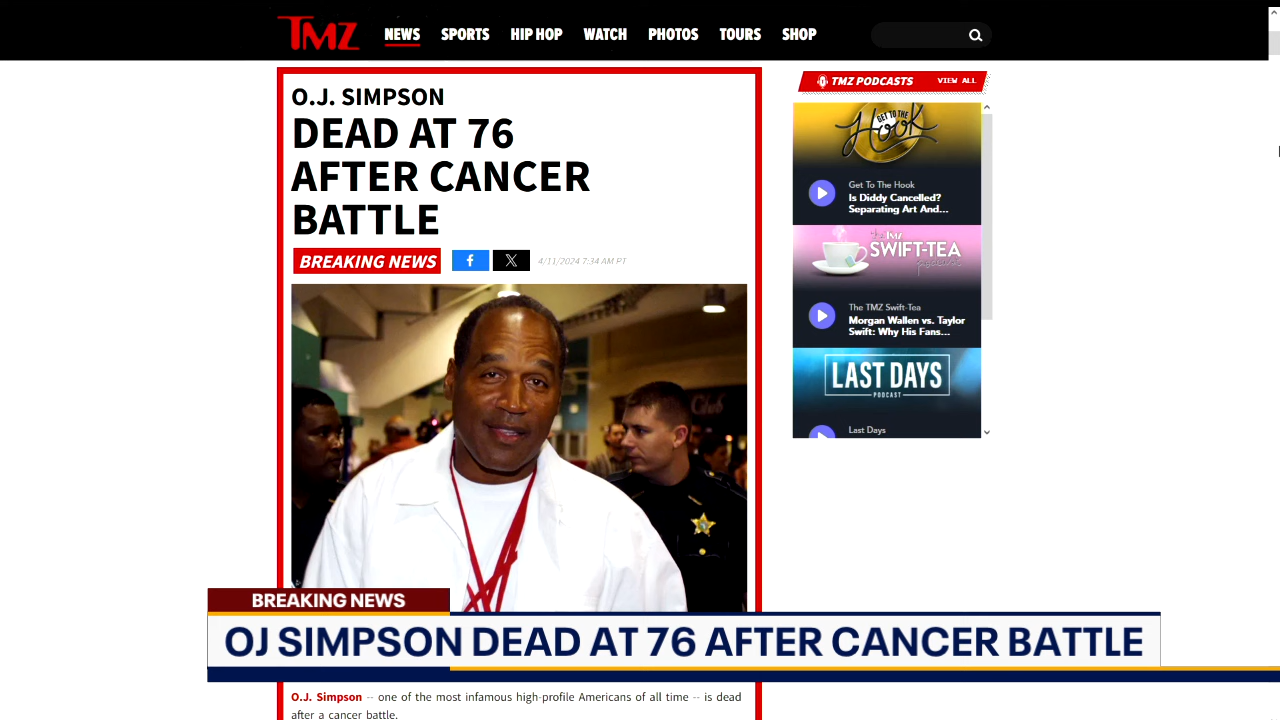 TMZ
NEWS SPORTS HIP HOP WATCH PHOTOS TOURS SHOP
O.J. SIMPSON
DEAD AT 76
AFTER CANCER
BATTLE
BREAKING NEWS
f X 4/11/2024 7:34 AM PT
TMZ PODCASTS VIEW ALL
GET TO THE
Hook
Get To The Hook
Is Diddy Cancelled?
Separating Art And...
the TMZ
SWIFT-TEA
podcast
The TMZ Swift-Tea
Morgan Wallen vs. Taylor
Swift: Why His Fans...
LAST DAYS
PODCAST
Last Days
Club
BREAKING NEWS
OJ SIMPSON DEAD AT 76 AFTER CANCER BATTLE
O.J. Simpson -- one of the most infamous high-profile Americans of all time -- is dead
after a cancer battle.